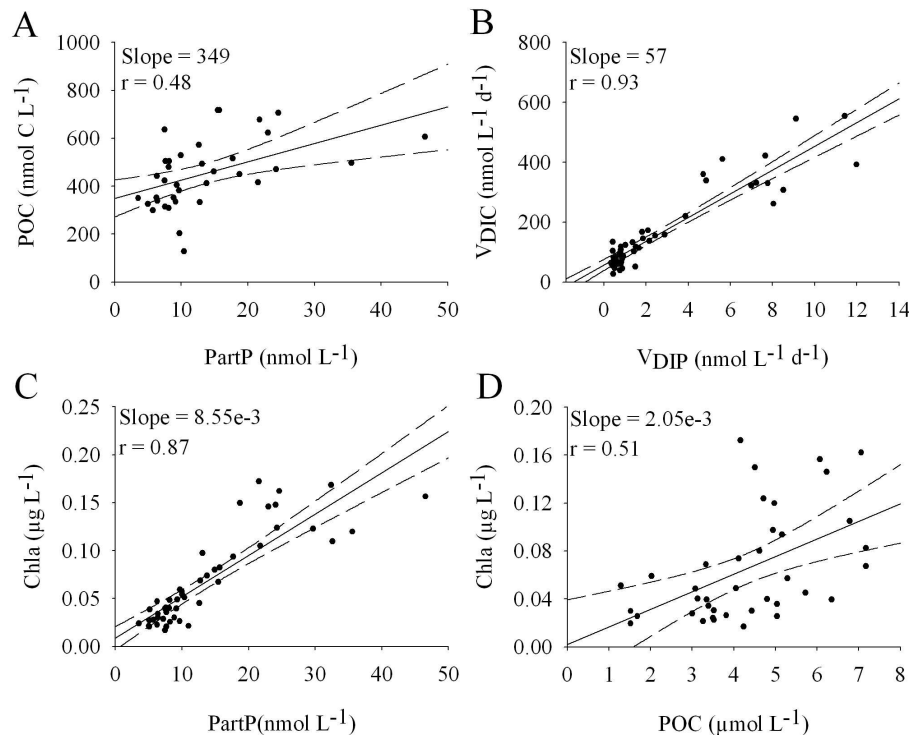 A
Slope = 349
r = 0.48
1000
800
600
400
200
0
POC (nmol C L-1)
0 10 20 30 40 50
PartP (nmol L-1)
B
Slope = 57
r = 0.93
800
600
400
200
0
VDIC (nmol L-1 d-1)
0 2 4 6 8 10 12 14
VDIP (nmol L-1 d-1)
C
Slope = 8.55e-3
r = 0.87
0.25
0.20
0.15
0.10
0.05
0.00
Chla (µg L-1)
0 10 20 30 40 50
PartP(nmol L-1)
D
Slope = 2.05e-3
r = 0.51
0.20
0.16
0.12
0.08
0.04
0.00
Chla (µg L-1)
0 1 2 3 4 5 6 7 8
POC (µmol L-1)